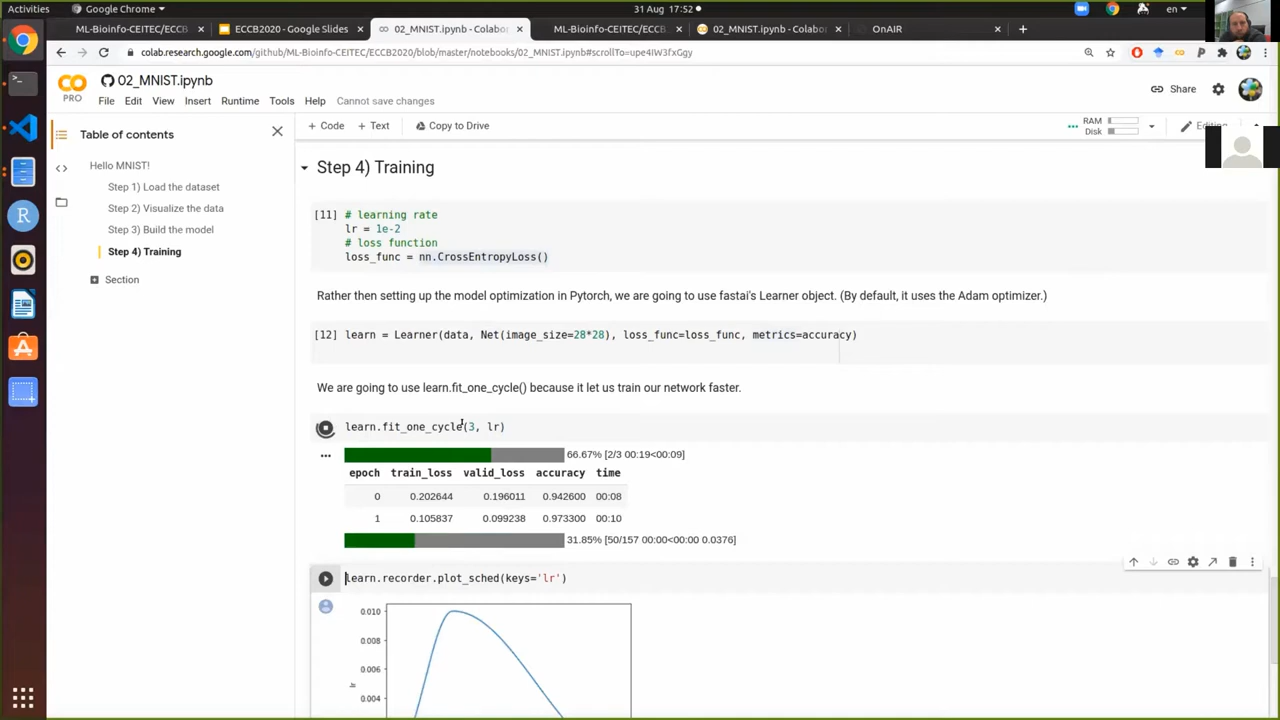 Activities
Google Chrome
31 Aug 17:52
en
ML-Bioinfo-CEITEC/ECCB
ECCB2020 - Google Slides
02_MNIST.ipynb - Colabora
ML-Bioinfo-CEITEC/ECCB
02_MNIST.ipynb - Colabora
OnAIR
colab.research.google.com/github/ML-Bioinfo-CEITEC/ECCB2020/blob/master/notebooks/02_MNIST.ipynb#scrollTo=upe4IW3fxGgy
PRO
02_MNIST.ipynb
File Edit View Insert Runtime Tools Help Cannot save changes
Share
+ Code + Text Copy to Drive
RAM
Disk
Editing
Table of contents
Hello MNIST!
Step 1) Load the dataset
Step 2) Visualize the data
Step 3) Build the model
Step 4) Training
Section
Step 4) Training
[11] # learning rate
lr = 1e-2
# loss function
loss_func = nn.CrossEntropyLoss()
Rather then setting up the model optimization in Pytorch, we are going to use fastai's Learner object. (By default, it uses the Adam optimizer.)
[12] learn = Learner(data, Net(image_size=28*28), loss_func=loss_func, metrics=accuracy)
We are going to use learn.fit_one_cycle() because it let us train our network faster.
learn.fit_one_cycle(3, lr)
66.67% [2/3 00:19<00:09]
epoch train_loss valid_loss accuracy time
0 0.202644 0.196011 0.942600 00:08
1 0.105837 0.099238 0.973300 00:10
31.85% [50/157 00:00<00:00 0.0376]
learn.recorder.plot_sched(keys='lr')
0.010
0.008
0.006
0.004
lr